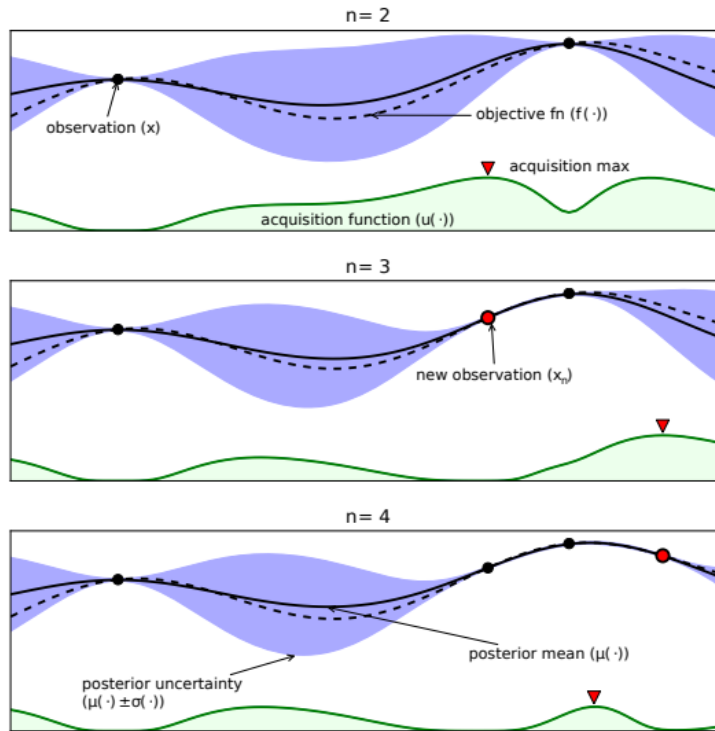 n= 2
observation (x)
objective fn (f(·))
acquisition max
acquisition function (u(·))
n= 3
new observation (xₙ)
n= 4
posterior mean (μ(·))
posterior uncertainty
(μ(·) ±σ(·))